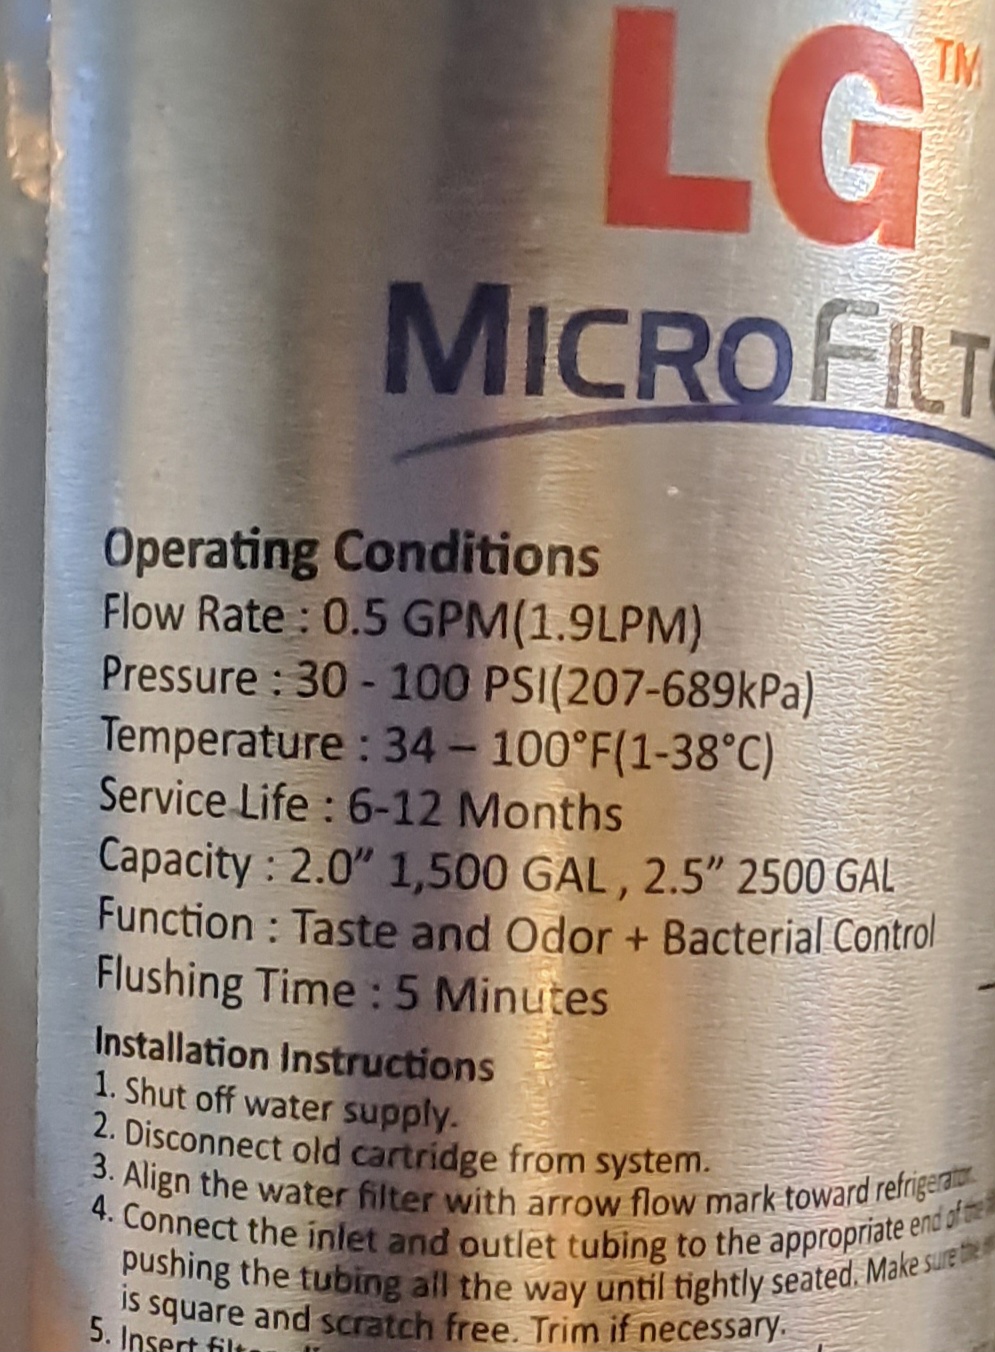 LG™
MICROFILT
Operating Conditions
Flow Rate : 0.5 GPM(1.9LPM)
Pressure : 30 - 100 PSI(207-689kPa)
Temperature : 34 – 100°F(1-38°C)
Service Life : 6-12 Months
Capacity : 2.0” 1,500 GAL , 2.5” 2500 GAL
Function : Taste and Odor + Bacterial Control
Flushing Time : 5 Minutes
Installation Instructions
1. Shut off water supply.
2. Disconnect old cartridge from system.
3. Align the water filter with arrow flow mark toward refrigerator.
4. Connect the inlet and outlet tubing to the appropriate end of the
pushing the tubing all the way until tightly seated. Make sure the
is square and scratch free. Trim if necessary.
5. Insert